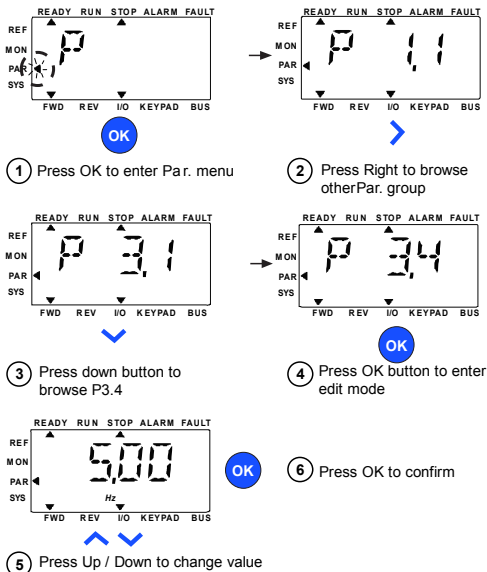 READY RUN STOP ALARM FAULT
REF
MON
PAR
SYS
P
FWD REV I/O KEYPAD BUS
OK
1 Press OK to enter Par. menu
READY RUN STOP ALARM FAULT
REF
MON
PAR
SYS
P 1,1
FWD REV I/O KEYPAD BUS
2 Press Right to browse
otherPar. group
READY RUN STOP ALARM FAULT
REF
MON
PAR
SYS
P 3,1
FWD REV I/O KEYPAD BUS
3 Press down button to
browse P3.4
READY RUN STOP ALARM FAULT
REF
MON
PAR
SYS
P 3,4
FWD REV I/O KEYPAD BUS
OK
4 Press OK button to enter
edit mode
READY RUN STOP ALARM FAULT
REF
MON
PAR
SYS
5,00
Hz
FWD REV I/O KEYPAD BUS
OK
6 Press OK to confirm
5 Press Up / Down to change value